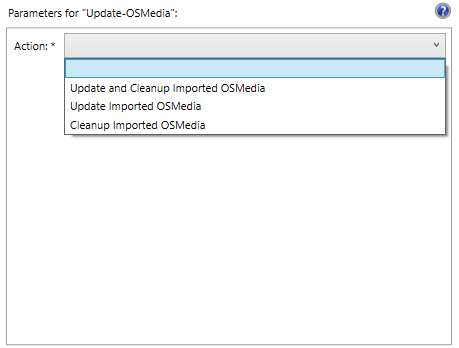 Parameters for "Update-OSMedia":
?
Action: *
Update and Cleanup Imported OSMedia
Update Imported OSMedia
Cleanup Imported OSMedia